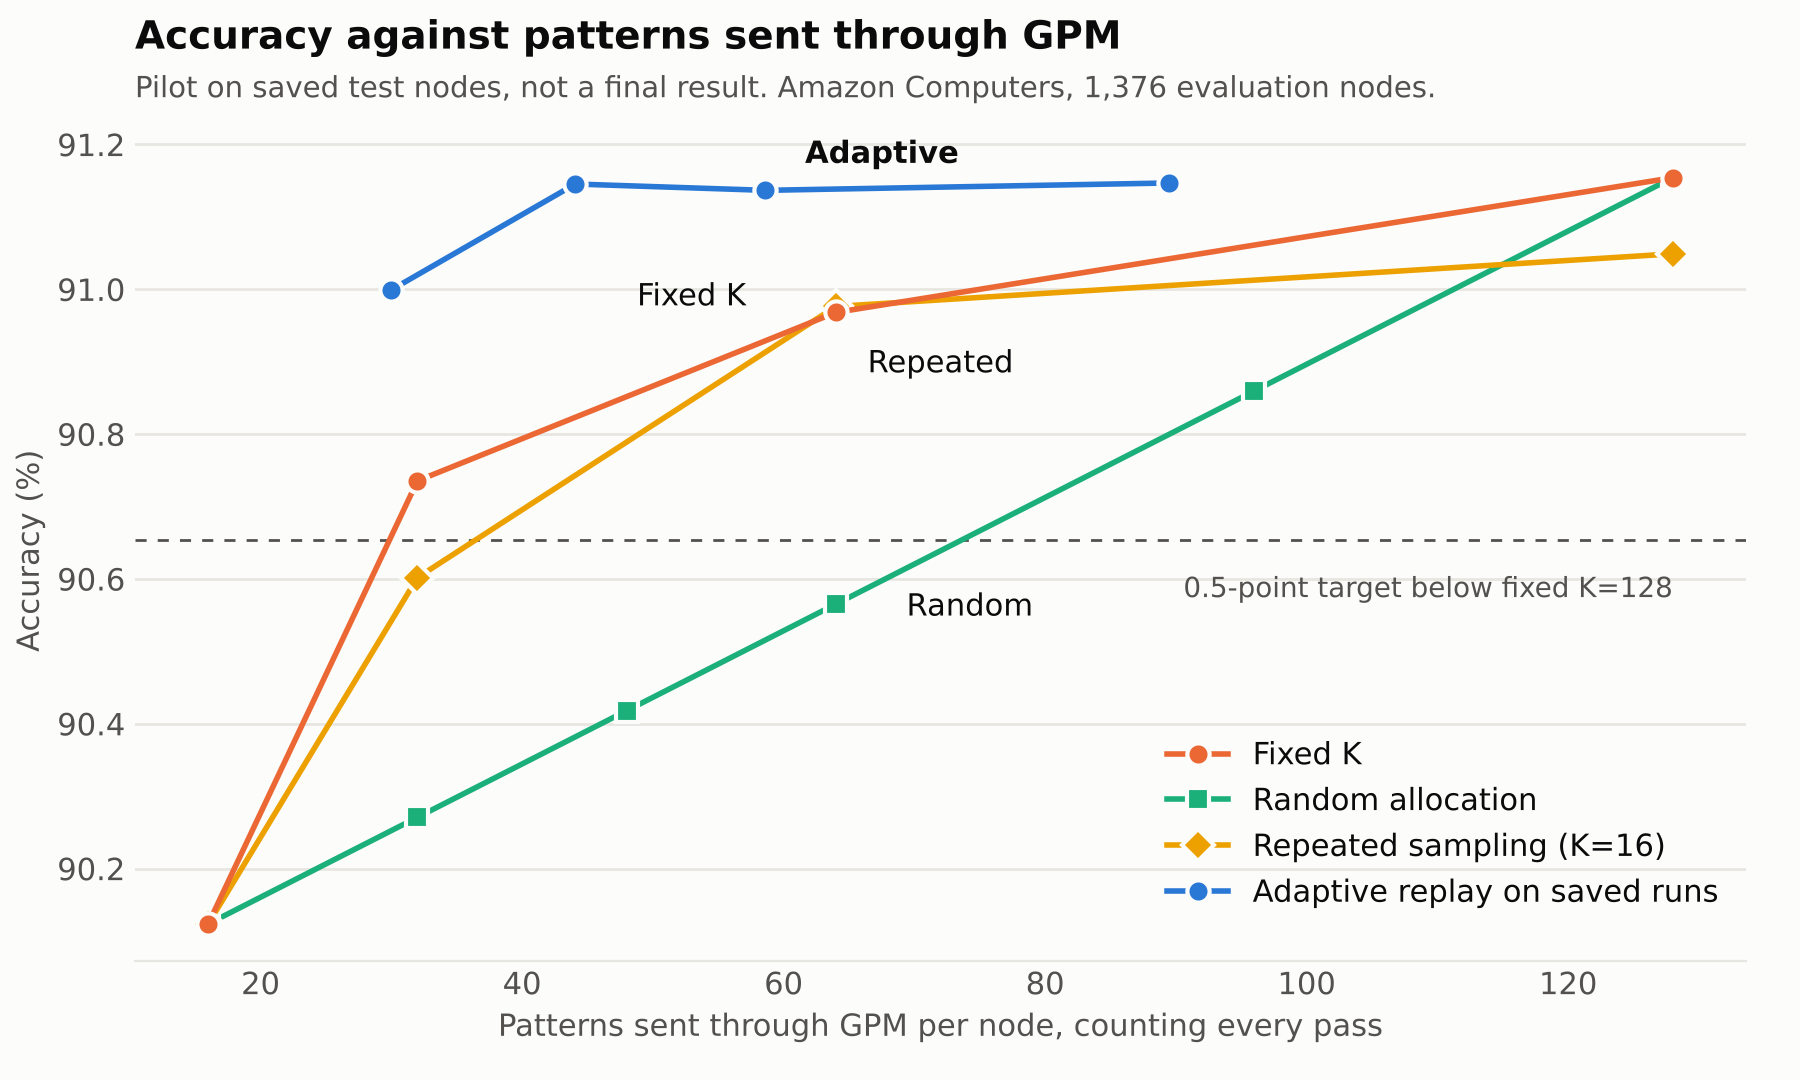 Accuracy against patterns sent through GPM
Pilot on saved test nodes, not a final result. Amazon Computers, 1,376 evaluation nodes.
91.2
Adaptive
91.0
Fixed K
Repeated
90.8
Accuracy (%)
90.6
0.5-point target below fixed K=128
Random
90.4
Fixed K
Random allocation
Repeated sampling (K=16)
90.2
Adaptive replay on saved runs
20 40 60 80 100 120
Patterns sent through GPM per node, counting every pass